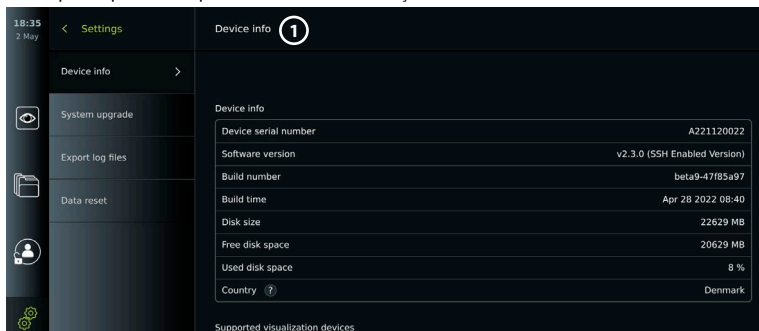 18:35
2 May
Settings
Device info
1
Device info
System upgrade
Export log files
Data reset
Device info
Device serial number A221120022
Software version v2.3.0 (SSH Enabled Version)
Build number beta9-47f85a97
Build time Apr 28 2022 08:40
Disk size 22629 MB
Free disk space 20629 MB
Used disk space 8 %
Country ? Denmark
Supported visualization devices